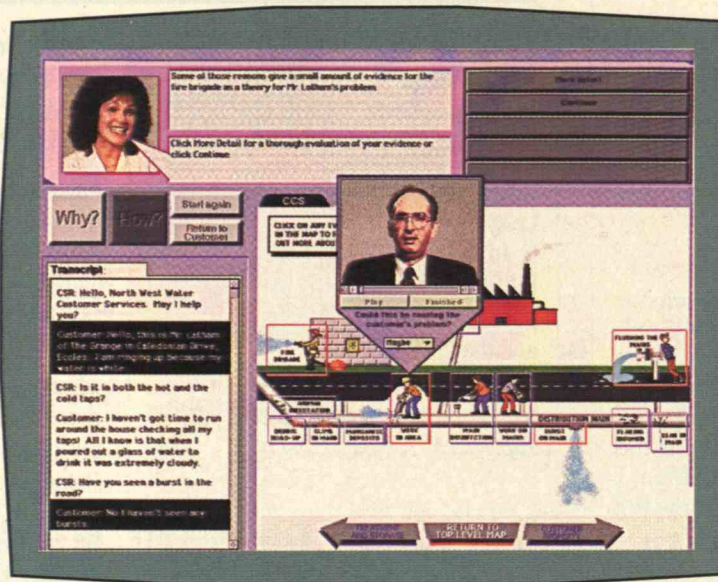 Some of those reasons give a small amount of evidence for the
fire brigade as a theory for Mr. Latham's problem
Click More Detail for a thorough evaluation of your evidence or
click Continue
More Detail
Continue
Why?
How?
Start again
Return to
Customer
Transcript
CSR: Hello, North West Water
Customer Services. May I help
you?
Customer: Hello, this is Mr. Latham
of The Grange in Caledonian Drive,
Eccles. I am ringing up because my
water is white.
CSR: Is it in both the hot and the
cold taps?
Customer: I haven't got time to run
around the house checking all my
taps! All I know is that when I
poured out a glass of water to
drink it was extremely cloudy.
CSR: Have you seen a burst in the
road?
Customer: No I haven't seen any
bursts.
CCS
CLICK ON ANY EV
IN THE MAP TO F
OUT MORE ABOU
Play
Finished
Could this be causing the
customer's problem?
Maybe
FIRE
BRIGADE
FLUSHING THE
MAINS
DISTRIBUTION MAIN
SLIME
IN MAIN
MANGANESE
DEPOSITS
WORK
IN AREA
MAIN
DISINFECTION
WORK ON
MAINS
BURST
ON MAIN
IN
MAIN
RETURN TO
TOP LEVEL MAP